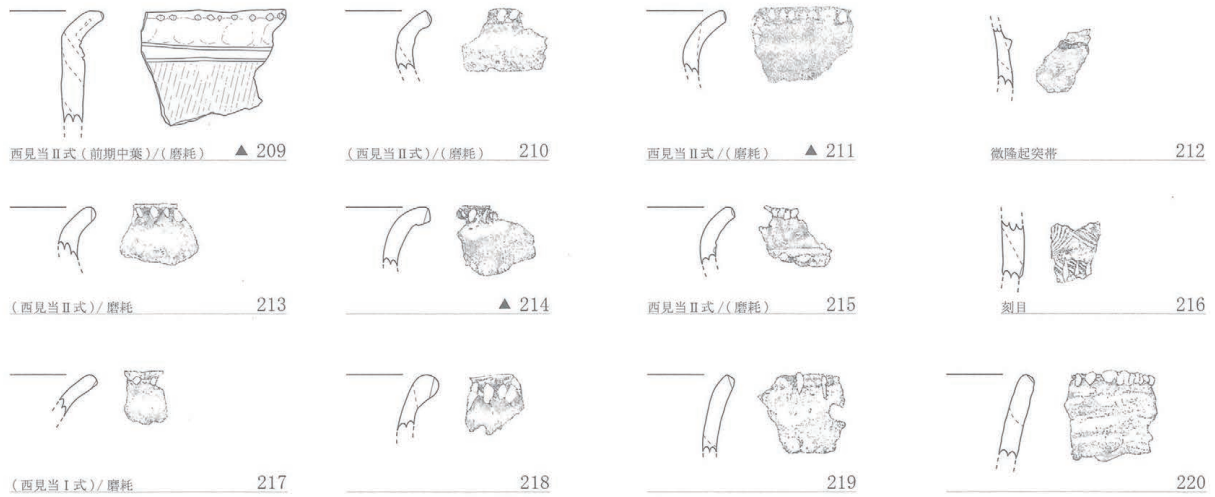 西見当Ⅱ式(前期中葉)/(磨耗) ▲ 209
(西見当Ⅱ式)/(磨耗) 210
西見当Ⅱ式/(磨耗) ▲ 211
微隆起突帯 212
(西見当Ⅱ式)/磨耗 213
▲ 214
西見当Ⅱ式/(磨耗) 215
刻目 216
(西見当Ⅰ式)/磨耗 217
218
219
220